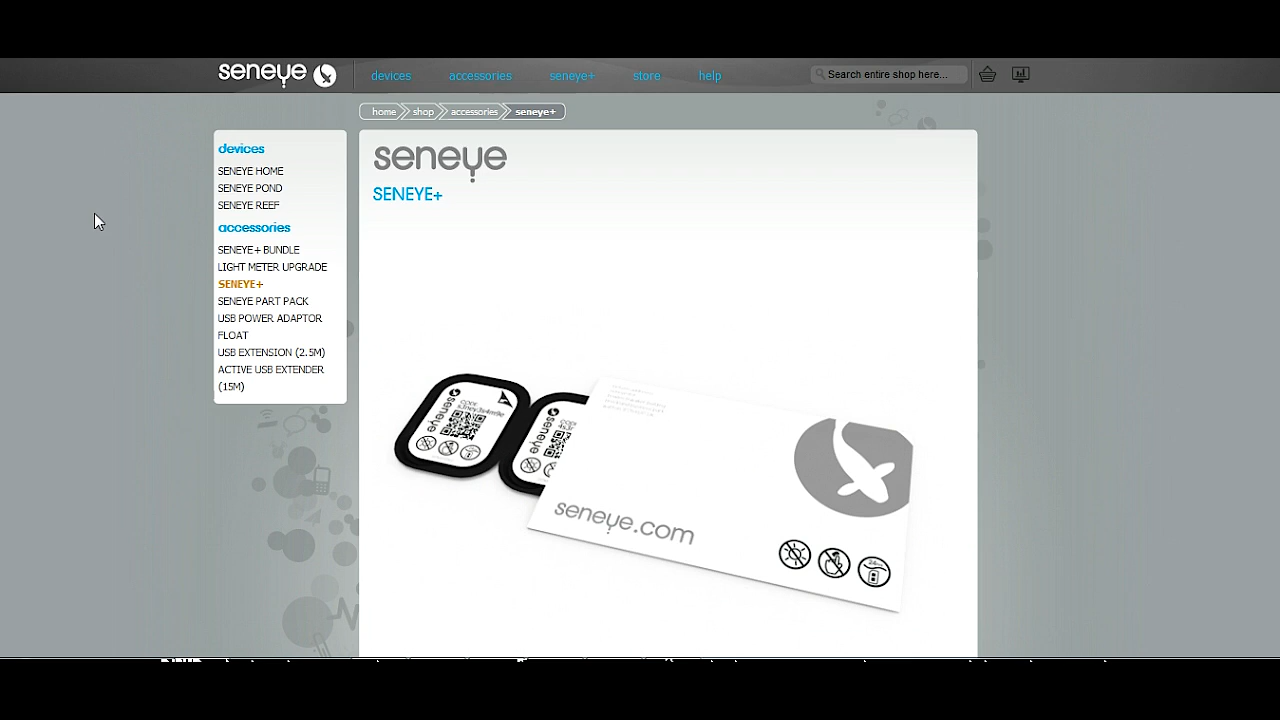 seneye
devices accessories seneye+ store help
Search entire shop here...
home shop accessories seneye+
devices
SENEYE HOME
SENEYE POND
SENEYE REEF
accessories
SENEYE+ BUNDLE
LIGHT METER UPGRADE
SENEYE+
SENEYE PART PACK
USB POWER ADAPTOR
FLOAT
USB EXTENSION (2.5M)
ACTIVE USB EXTENDER
(15M)
seneye
SENEYE+
seneye
seneye
seneye.com